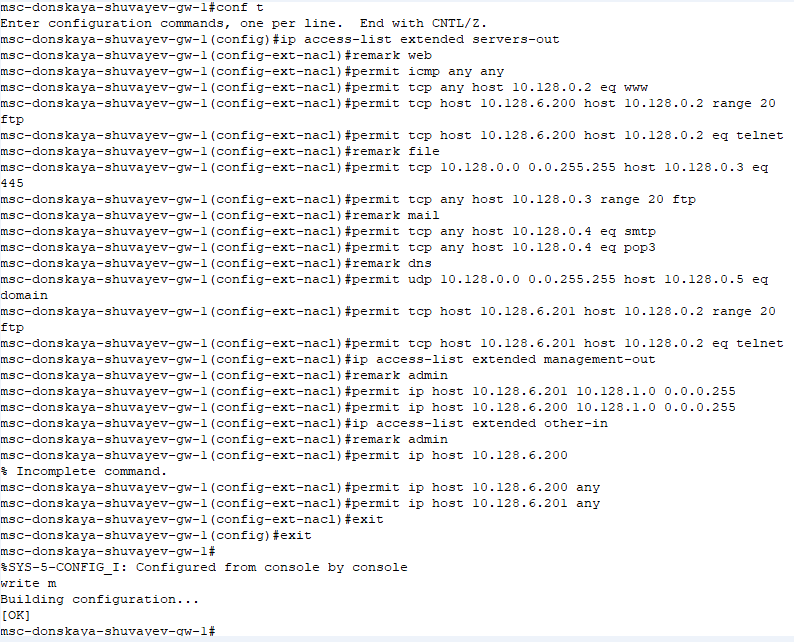 msc-donskaya-shuvayev-gw-1#conf t
Enter configuration commands, one per line.  End with CNTL/Z.
msc-donskaya-shuvayev-gw-1(config)#ip access-list extended servers-out
msc-donskaya-shuvayev-gw-1(config-ext-nacl)#remark web
msc-donskaya-shuvayev-gw-1(config-ext-nacl)#permit icmp any any
msc-donskaya-shuvayev-gw-1(config-ext-nacl)#permit tcp any host 10.128.0.2 eq www
msc-donskaya-shuvayev-gw-1(config-ext-nacl)#permit tcp host 10.128.6.200 host 10.128.0.2 range 20
ftp
msc-donskaya-shuvayev-gw-1(config-ext-nacl)#permit tcp host 10.128.6.200 host 10.128.0.2 eq telnet
msc-donskaya-shuvayev-gw-1(config-ext-nacl)#remark file
msc-donskaya-shuvayev-gw-1(config-ext-nacl)#permit tcp 10.128.0.0 0.0.255.255 host 10.128.0.3 eq
445
msc-donskaya-shuvayev-gw-1(config-ext-nacl)#permit tcp any host 10.128.0.3 range 20 ftp
msc-donskaya-shuvayev-gw-1(config-ext-nacl)#remark mail
msc-donskaya-shuvayev-gw-1(config-ext-nacl)#permit tcp any host 10.128.0.4 eq smtp
msc-donskaya-shuvayev-gw-1(config-ext-nacl)#permit tcp any host 10.128.0.4 eq pop3
msc-donskaya-shuvayev-gw-1(config-ext-nacl)#remark dns
msc-donskaya-shuvayev-gw-1(config-ext-nacl)#permit udp 10.128.0.0 0.0.255.255 host 10.128.0.5 eq
domain
msc-donskaya-shuvayev-gw-1(config-ext-nacl)#permit tcp host 10.128.6.201 host 10.128.0.2 range 20
ftp
msc-donskaya-shuvayev-gw-1(config-ext-nacl)#permit tcp host 10.128.6.201 host 10.128.0.2 eq telnet
msc-donskaya-shuvayev-gw-1(config-ext-nacl)#ip access-list extended management-out
msc-donskaya-shuvayev-gw-1(config-ext-nacl)#remark admin
msc-donskaya-shuvayev-gw-1(config-ext-nacl)#permit ip host 10.128.6.201 10.128.1.0 0.0.0.255
msc-donskaya-shuvayev-gw-1(config-ext-nacl)#permit ip host 10.128.6.200 10.128.1.0 0.0.0.255
msc-donskaya-shuvayev-gw-1(config-ext-nacl)#ip access-list extended other-in
msc-donskaya-shuvayev-gw-1(config-ext-nacl)#remark admin
msc-donskaya-shuvayev-gw-1(config-ext-nacl)#permit ip host 10.128.6.200
% Incomplete command.
msc-donskaya-shuvayev-gw-1(config-ext-nacl)#permit ip host 10.128.6.200 any
msc-donskaya-shuvayev-gw-1(config-ext-nacl)#permit ip host 10.128.6.201 any
msc-donskaya-shuvayev-gw-1(config-ext-nacl)#exit
msc-donskaya-shuvayev-gw-1(config)#exit
msc-donskaya-shuvayev-gw-1#
%SYS-5-CONFIG_I: Configured from console by console
write m
Building configuration...
[OK]
msc-donskaya-shuvayev-gw-1#